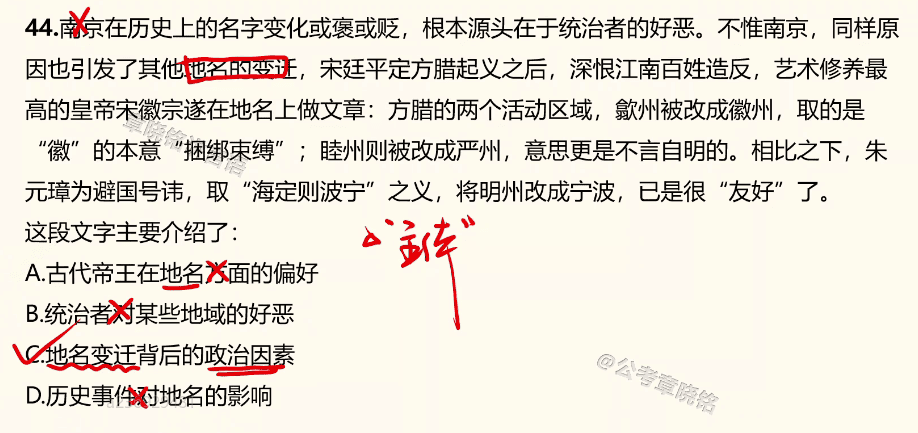 44.南京在历史上的名字变化或褒或贬，根本源头在于统治者的好恶。不惟南京，同样原
因也引发了其他地名的变迁，宋廷平定方腊起义之后，深恨江南百姓造反，艺术修养最
高的皇帝宋徽宗遂在地名上做文章：方腊的两个活动区域，歙州被改成徽州，取的是
“徽”的本意“捆绑束缚”；睦州则被改成严州，意思更是不言自明的。相比之下，朱
元璋为避国号讳，取“海定则波宁”之义，将明州改成宁波，已是很“友好”了。
这段文字主要介绍了：
“主体”
A.古代帝王在地名方面的偏好
B.统治者对某些地域的好恶
C.地名变迁背后的政治因素
D.历史事件对地名的影响
@公考章晓铭